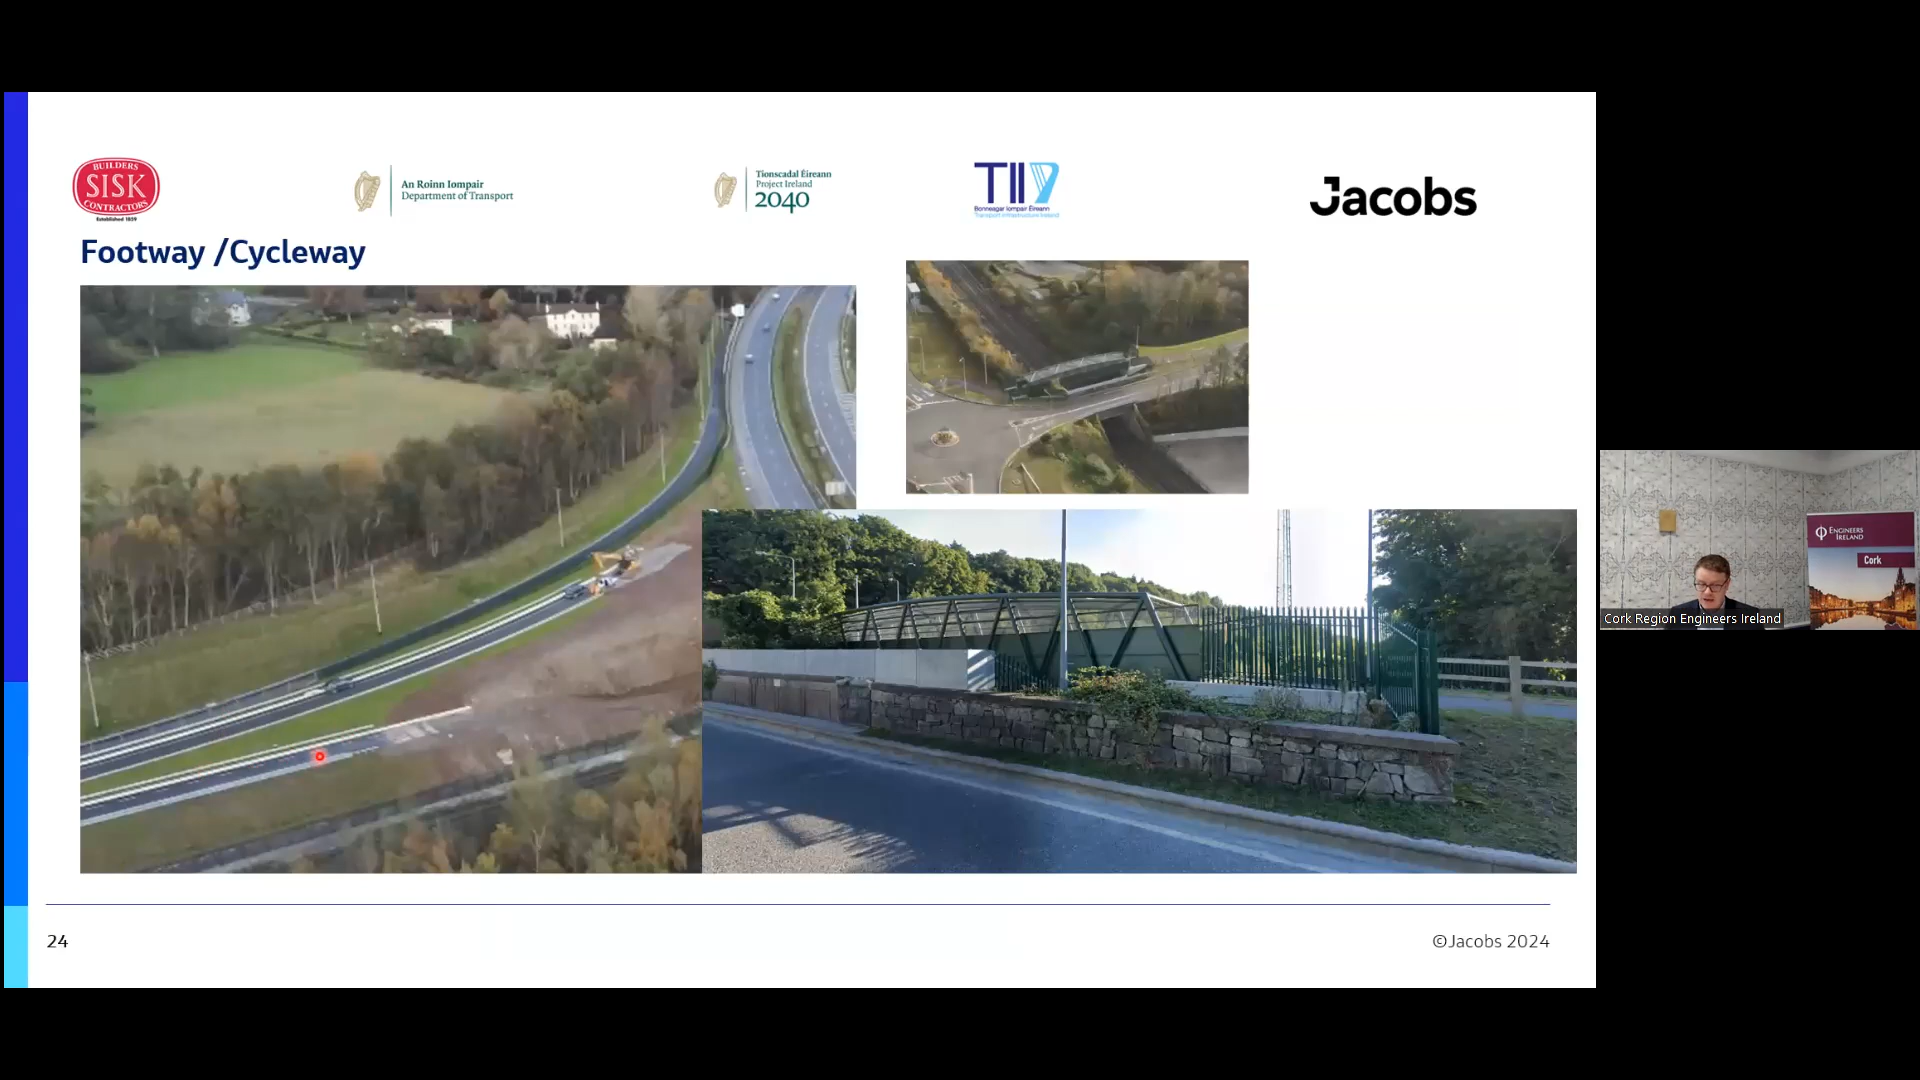 BUILDERS
SISK
CONTRACTORS
Established 1859
An Roinn Iompair
Department of Transport
Tionscadal Éireann
Project Ireland
2040
TII
Bonneagar Iompair Éireann
Transport Infrastructure Ireland
Jacobs
Footway /Cycleway
ENGINEERS
IRELAND
Cork
Cork Region Engineers Ireland
24
©Jacobs 2024